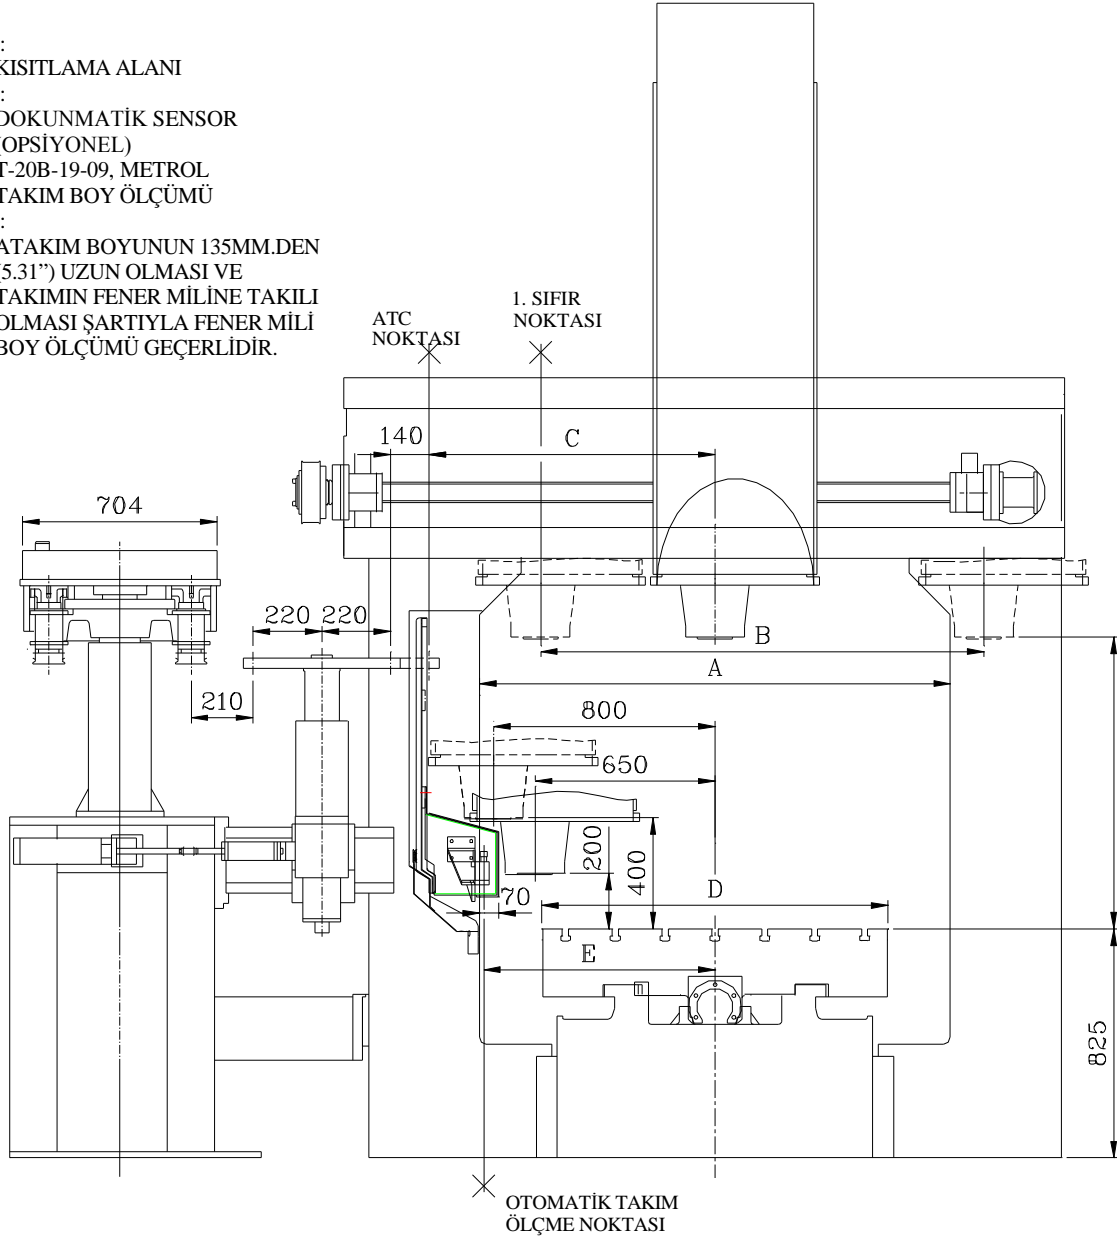 :
KISITLAMA ALANI
:
DOKUNMATİK SENSOR
(OPSİYONEL)
T-20B-19-09, METROL
TAKIM BOY ÖLÇÜMÜ
:
ATAKIM BOYUNUN 135MM.DEN
(5.31”) UZUN OLMASI VE
TAKIMIN FENER MİLİNE TAKILI
OLMASI ŞARTIYLA FENER MİLİ
BOY ÖLÇÜMÜ GEÇERLİDİR.
ATC
NOKTASI
1. SIFIR
NOKTASI
140
C
704
220
220
B
A
210
800
650
200
400
70
D
E
825
OTOMATİK TAKIM
ÖLÇME NOKTASI